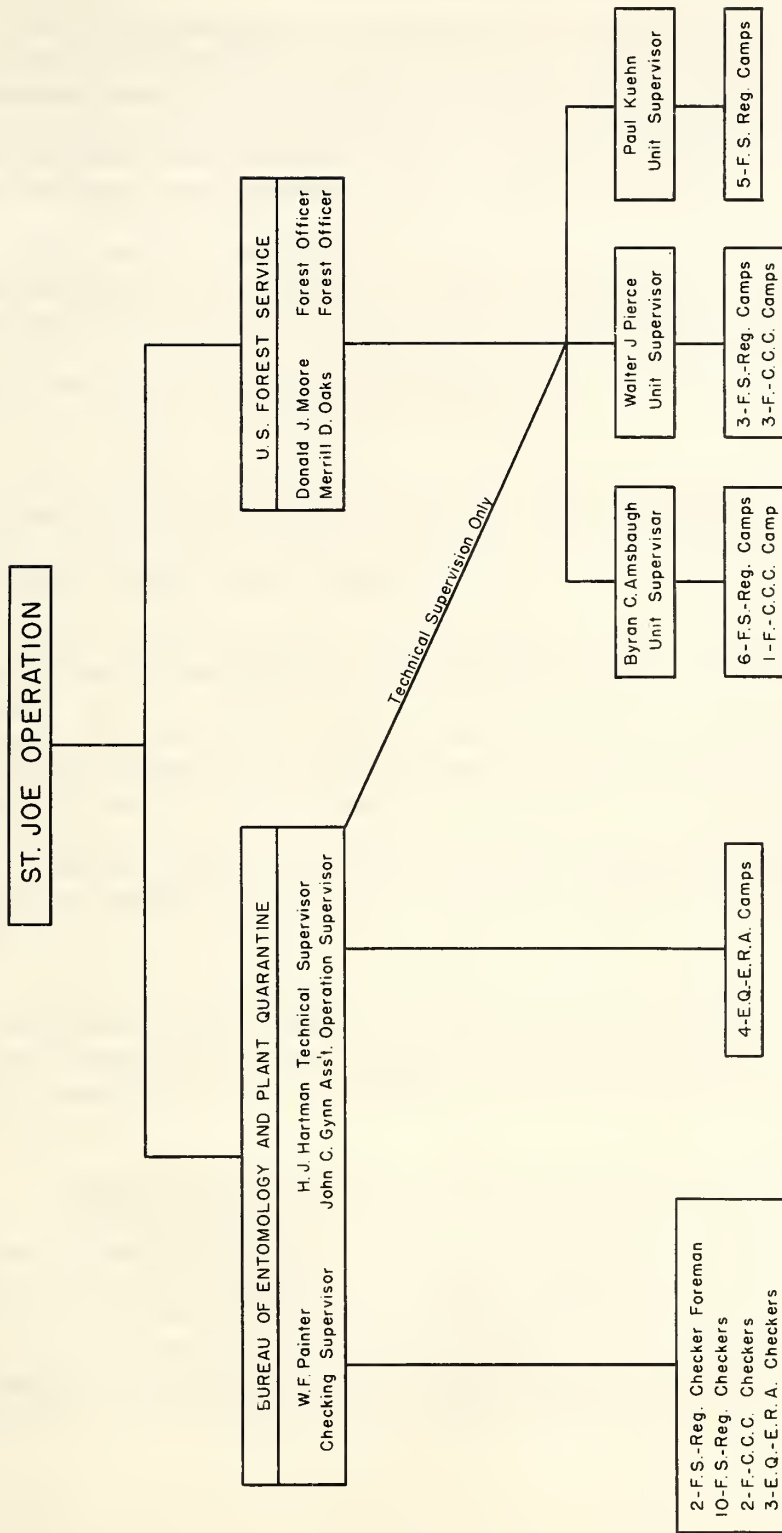 ST. JOE OPERATION
BUREAU OF ENTOMOLOGY AND PLANT QUARANTINE
W.F. Painter
Checking Supervisor
H.J. Hartman Technical Supervisor
John C. Gynn Ass't. Operation Supervisor
U.S. FOREST SERVICE
Donald J. Moore Forest Officer
Merrill D. Oaks Forest Officer
Technical Supervision Only
Byran C. Amsbaugh
Unit Supervisar
Walter J Pierce
Unit Supervisor
Paul Kuehn
Unit Supervisor
2-F.S.-Reg. Checker Foreman
10-F.S.-Reg. Checkers
2-F.-C.C.C. Checkers
3-E.Q.-E.R.A. Checkers
4-E.Q.-E.R.A. Camps
6-F.S.-Reg. Camps
1-F.-C.C.C. Camp
3-F.S.-Reg. Camps
3-F.-C.C.C. Camps
5-F.S. Reg. Camps